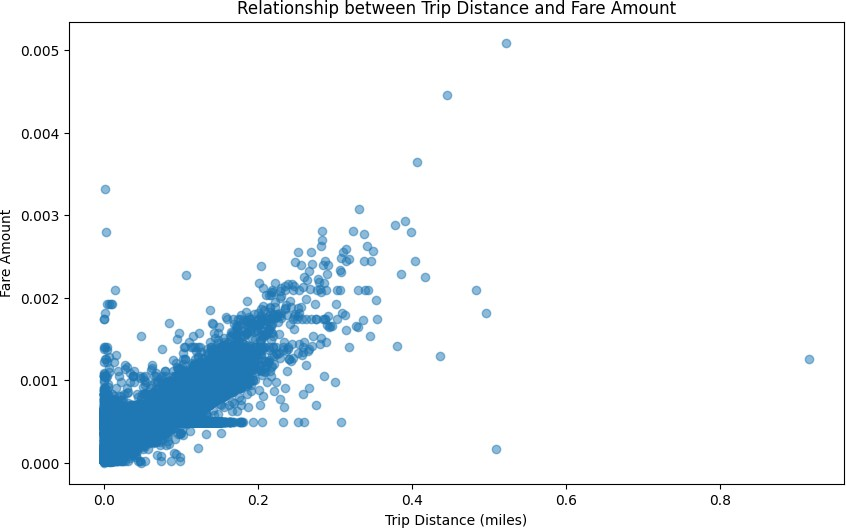 Relationship between Trip Distance and Fare Amount
Fare Amount
0.005
0.004
0.003
0.002
0.001
0.000
0.0 0.2 0.4 0.6 0.8
Trip Distance (miles)